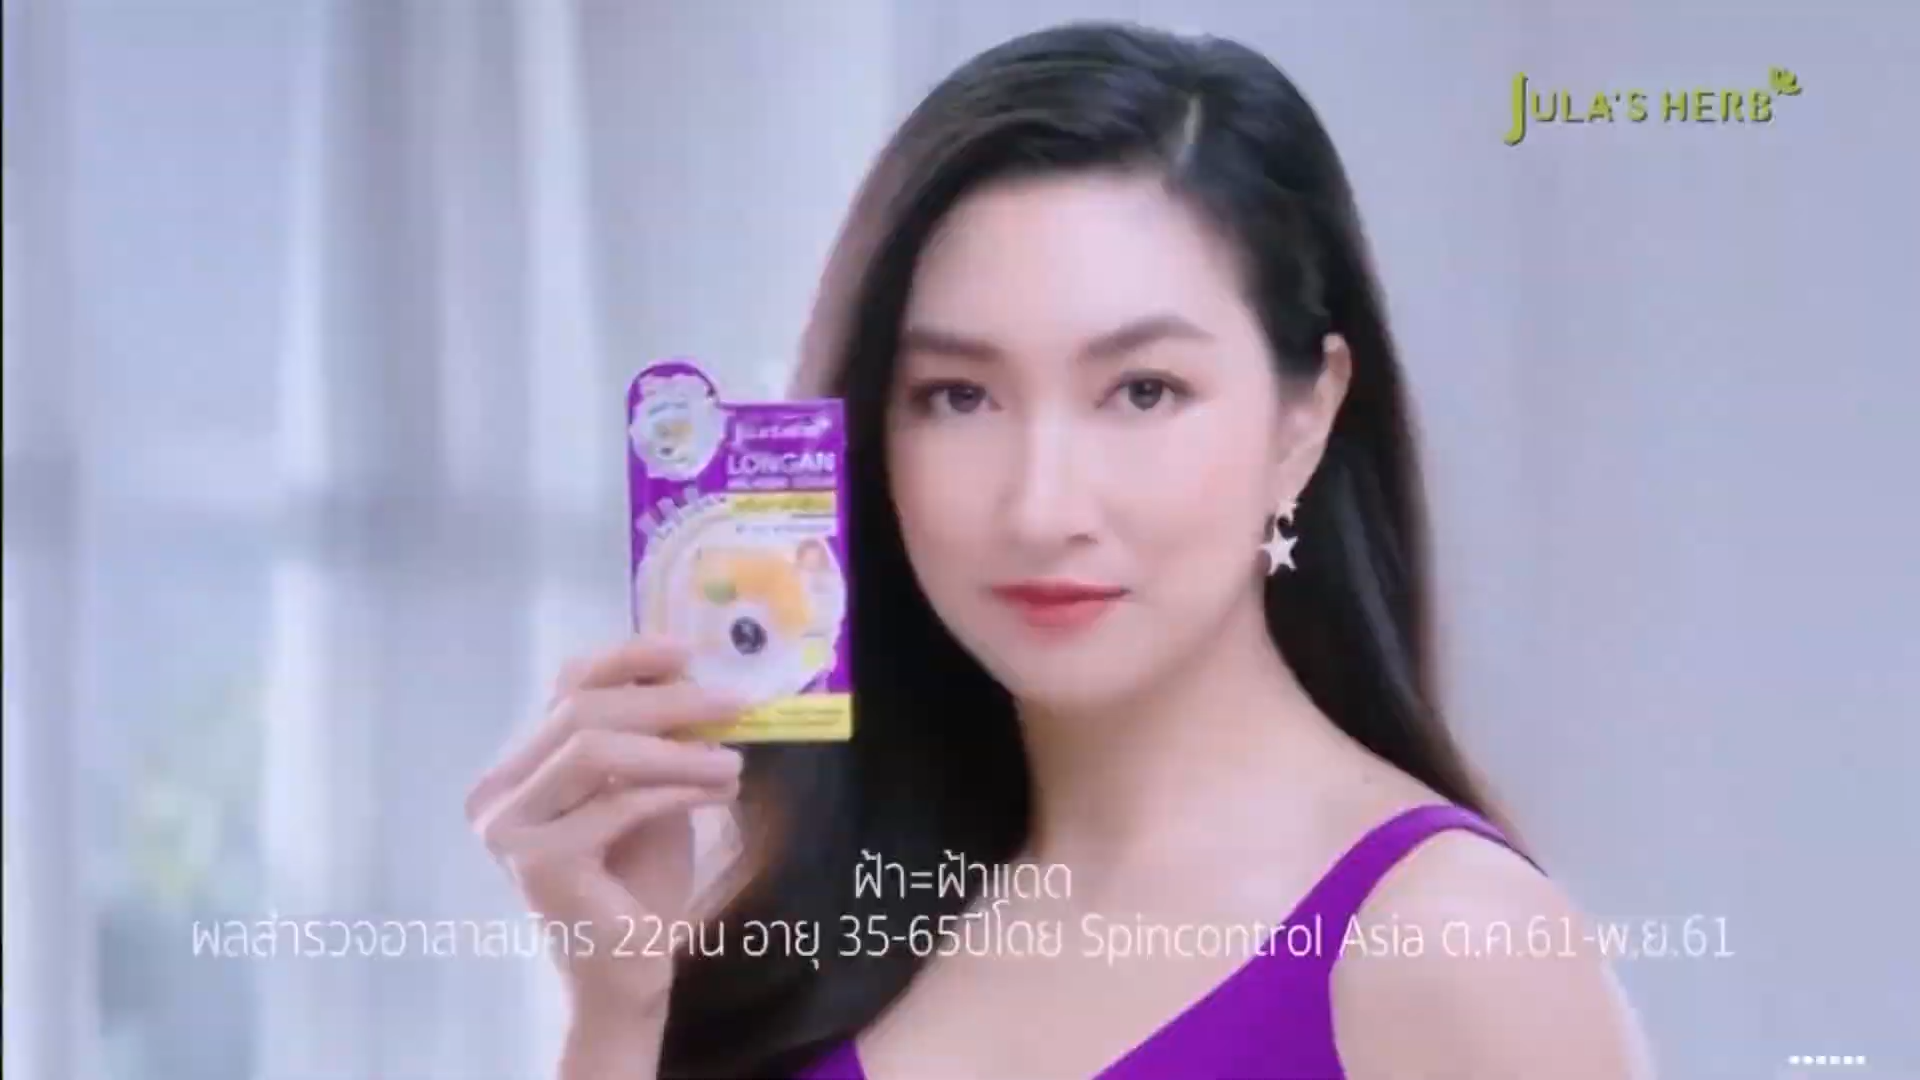 JULA'S HERB
LONGAN
ฝ้า=ฝ้าแดด
ผลสำรวจอาสาสมัคร 22คน อายุ 35-65ปีโดย Spincontrol Asia ต.ค.61-พ.ย.61